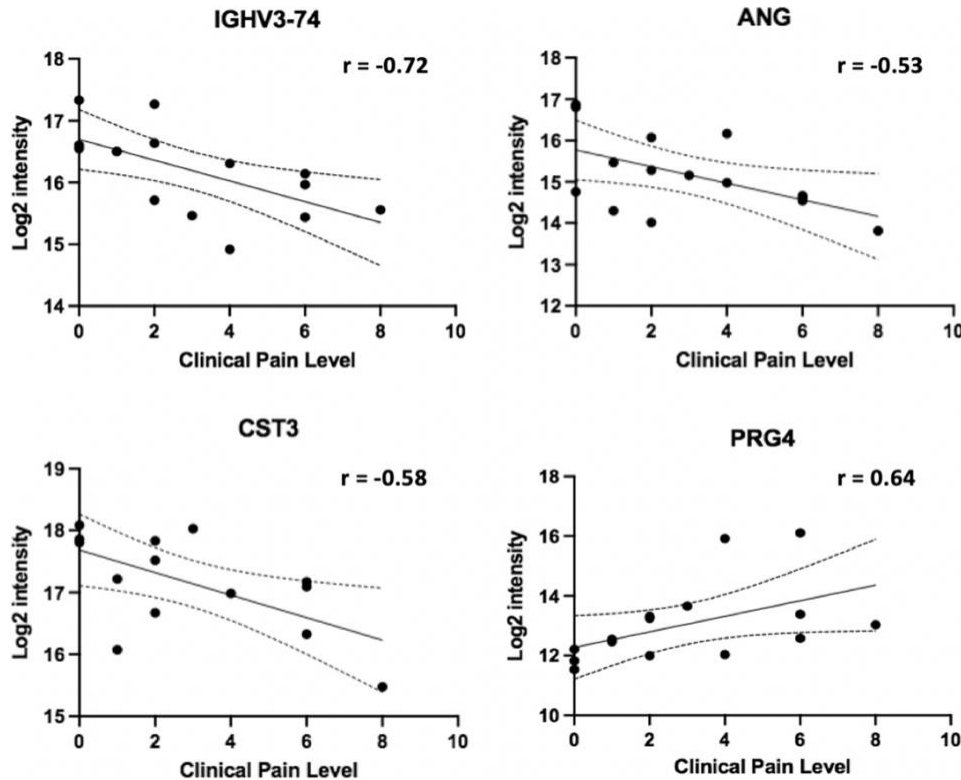 IGHV3-74
r = -0.72
18
17
16
15
14
Log2 intensity
0 2 4 6 8 10
Clinical Pain Level
ANG
r = -0.53
18
17
16
15
14
13
12
Log2 intensity
0 2 4 6 8 10
Clinical Pain Level
CST3
r = -0.58
19
18
17
16
15
Log2 intensity
0 2 4 6 8 10
Clinical Pain Level
PRG4
r = 0.64
18
16
14
12
10
Log2 intensity
0 2 4 6 8 10
Clinical Pain Level